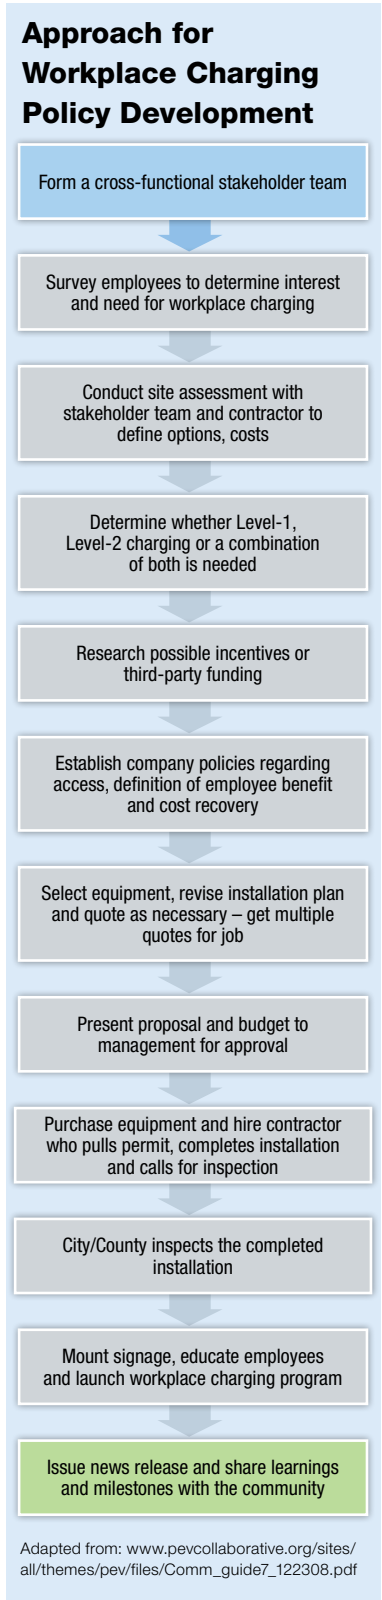 Approach for
Workplace Charging
Policy Development
Form a cross-functional stakeholder team
Survey employees to determine interest
and need for workplace charging
Conduct site assessment with
stakeholder team and contractor to
define options, costs
Determine whether Level-1,
Level-2 charging or a combination
of both is needed
Research possible incentives or
third-party funding
Establish company policies regarding
access, definition of employee benefit
and cost recovery
Select equipment, revise installation plan
and quote as necessary – get multiple
quotes for job
Present proposal and budget to
management for approval
Purchase equipment and hire contractor
who pulls permit, completes installation
and calls for inspection
City/County inspects the completed
installation
Mount signage, educate employees
and launch workplace charging program
Issue news release and share learnings
and milestones with the community
Adapted from: www.pevcollaborative.org/sites/
all/themes/pev/files/Comm_guide7_122308.pdf